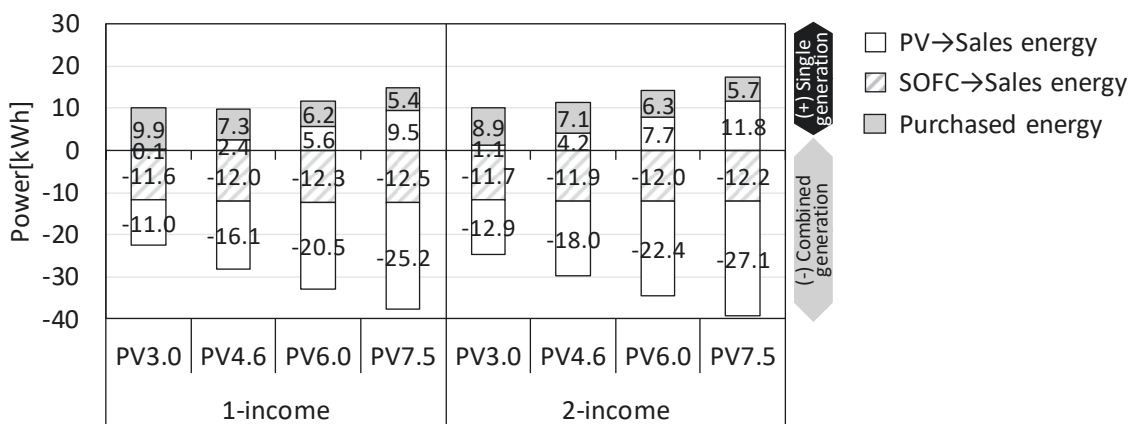 30
20
10
0
-10
-20
-30
-40
Power[kWh]
9.9 7.3 6.2 5.4 8.9 7.1 6.3 5.7
0.1 2.4 5.6 9.5 1.1 4.2 7.7 11.8
-11.6 -12.0 -12.3 -12.5 -11.7 -11.9 -12.0 -12.2
-11.0 -16.1 -20.5 -25.2 -12.9 -18.0 -22.4 -27.1
PV3.0 PV4.6 PV6.0 PV7.5 PV3.0 PV4.6 PV6.0 PV7.5
1-income 2-income
(+) Single
generation
(-) Combined
generation
PV→Sales energy
SOFC→Sales energy
Purchased energy